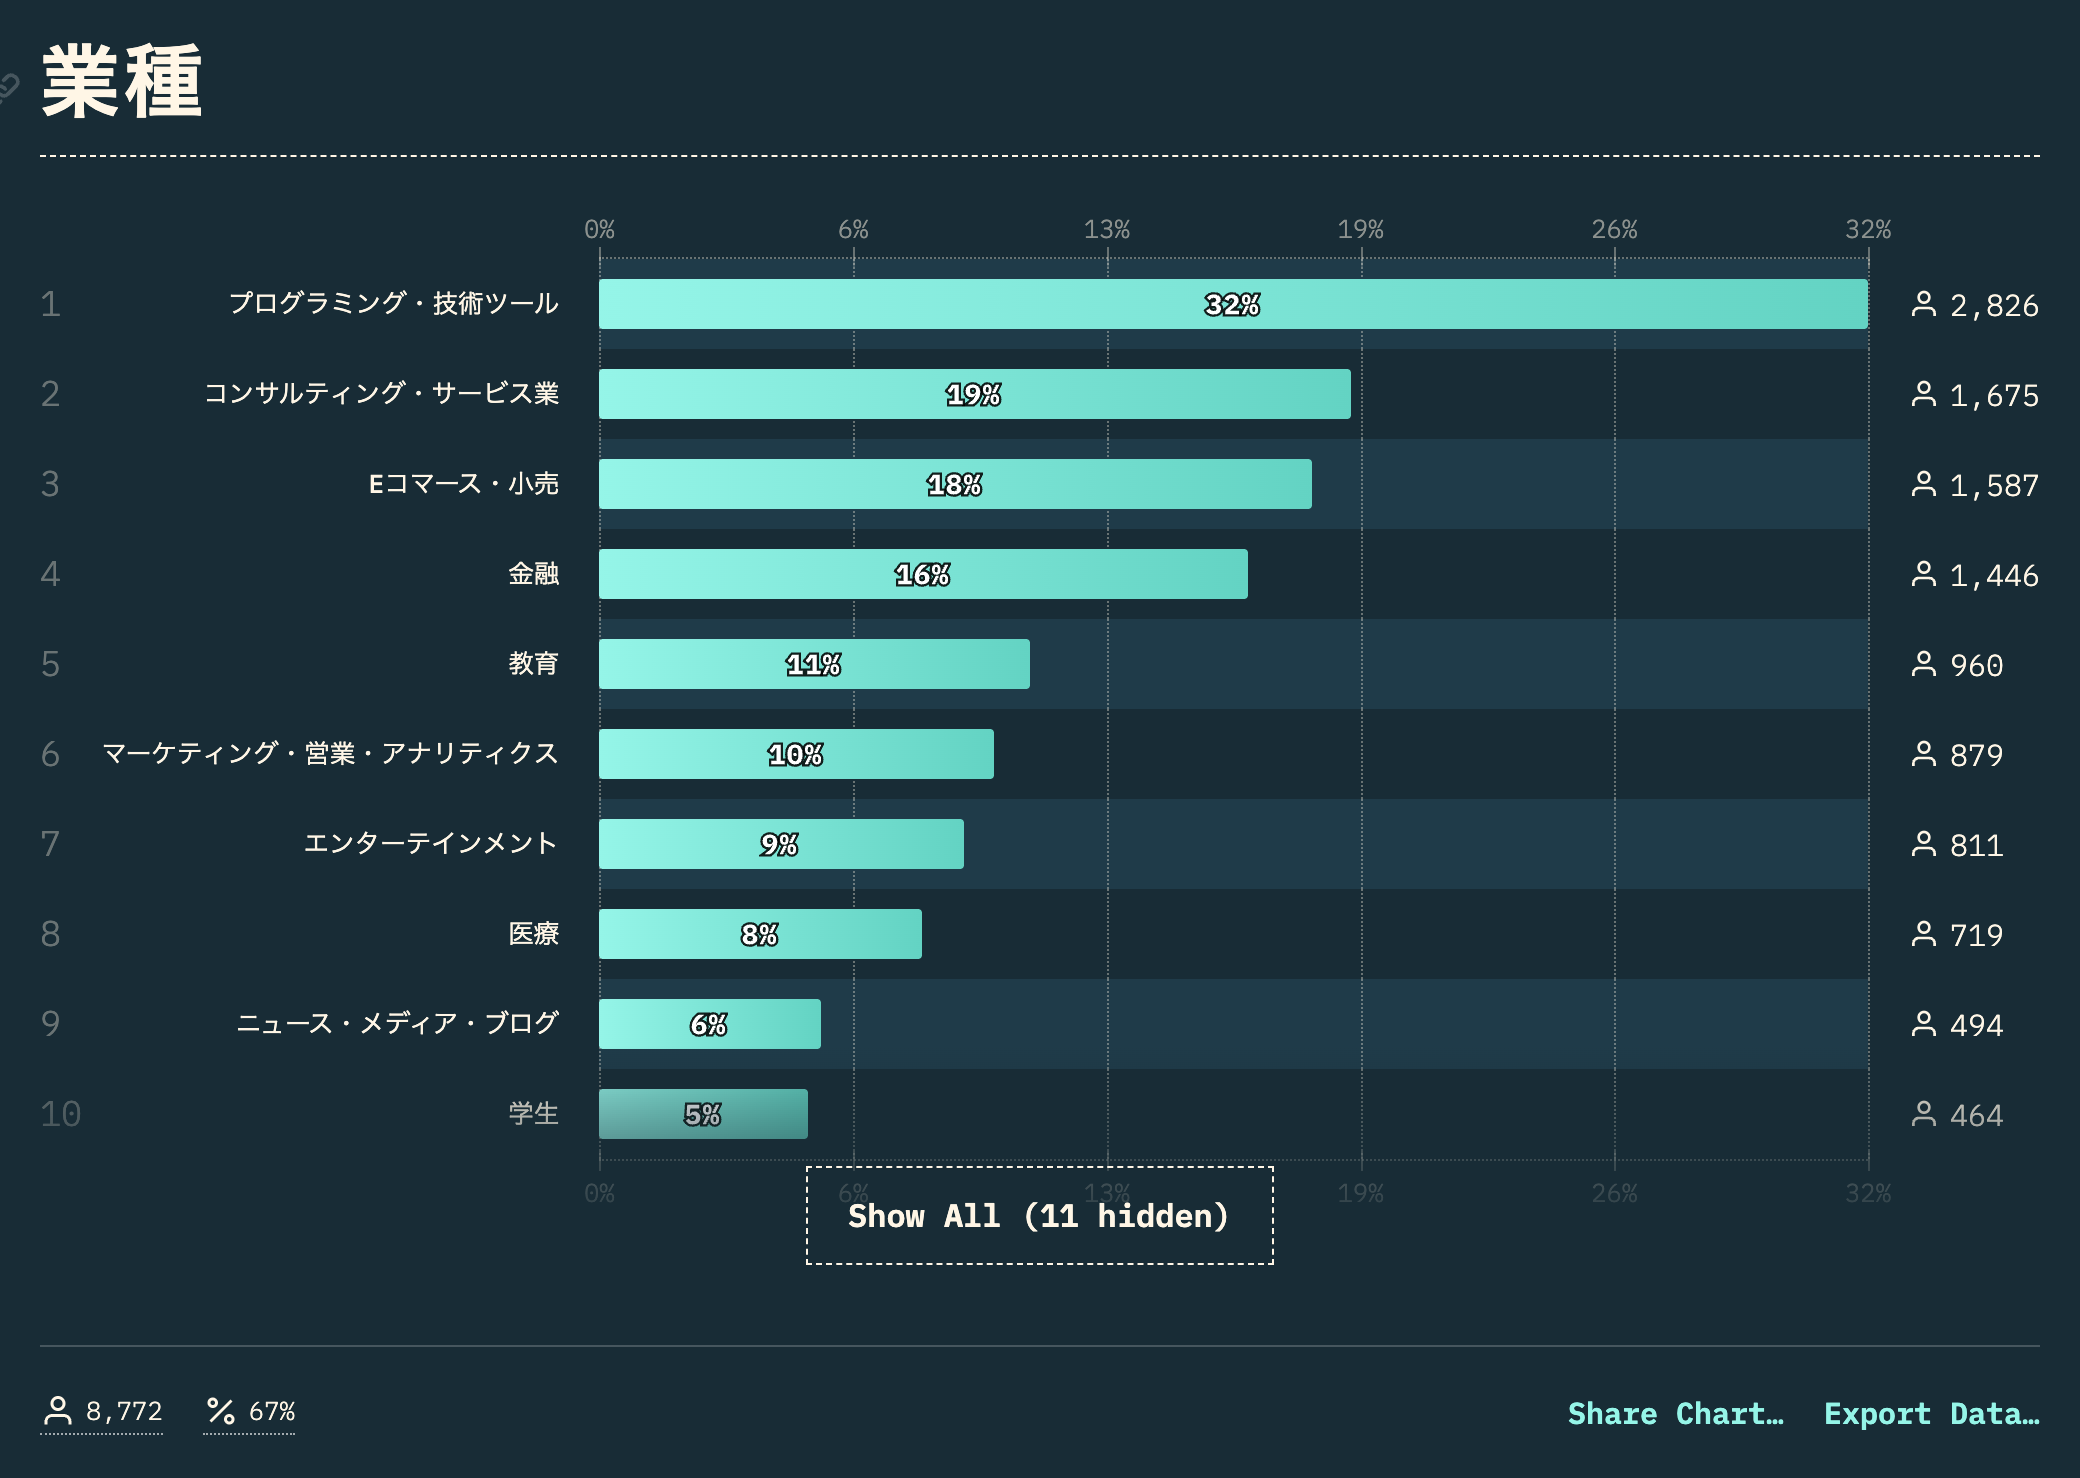 業種
0% 6% 13% 19% 26% 32%
1 プログラミング・技術ツール 32% 2,826
2 コンサルティング・サービス業 19% 1,675
3 Eコマース・小売 18% 1,587
4 金融 16% 1,446
5 教育 11% 960
6 マーケティング・営業・アナリティクス 10% 879
7 エンターテインメント 9% 811
8 医療 8% 719
9 ニュース・メディア・ブログ 6% 494
10 学生 5% 464
0% 6% 13% 19% 26% 32%
Show All (11 hidden)
8,772 67% Share Chart… Export Data…